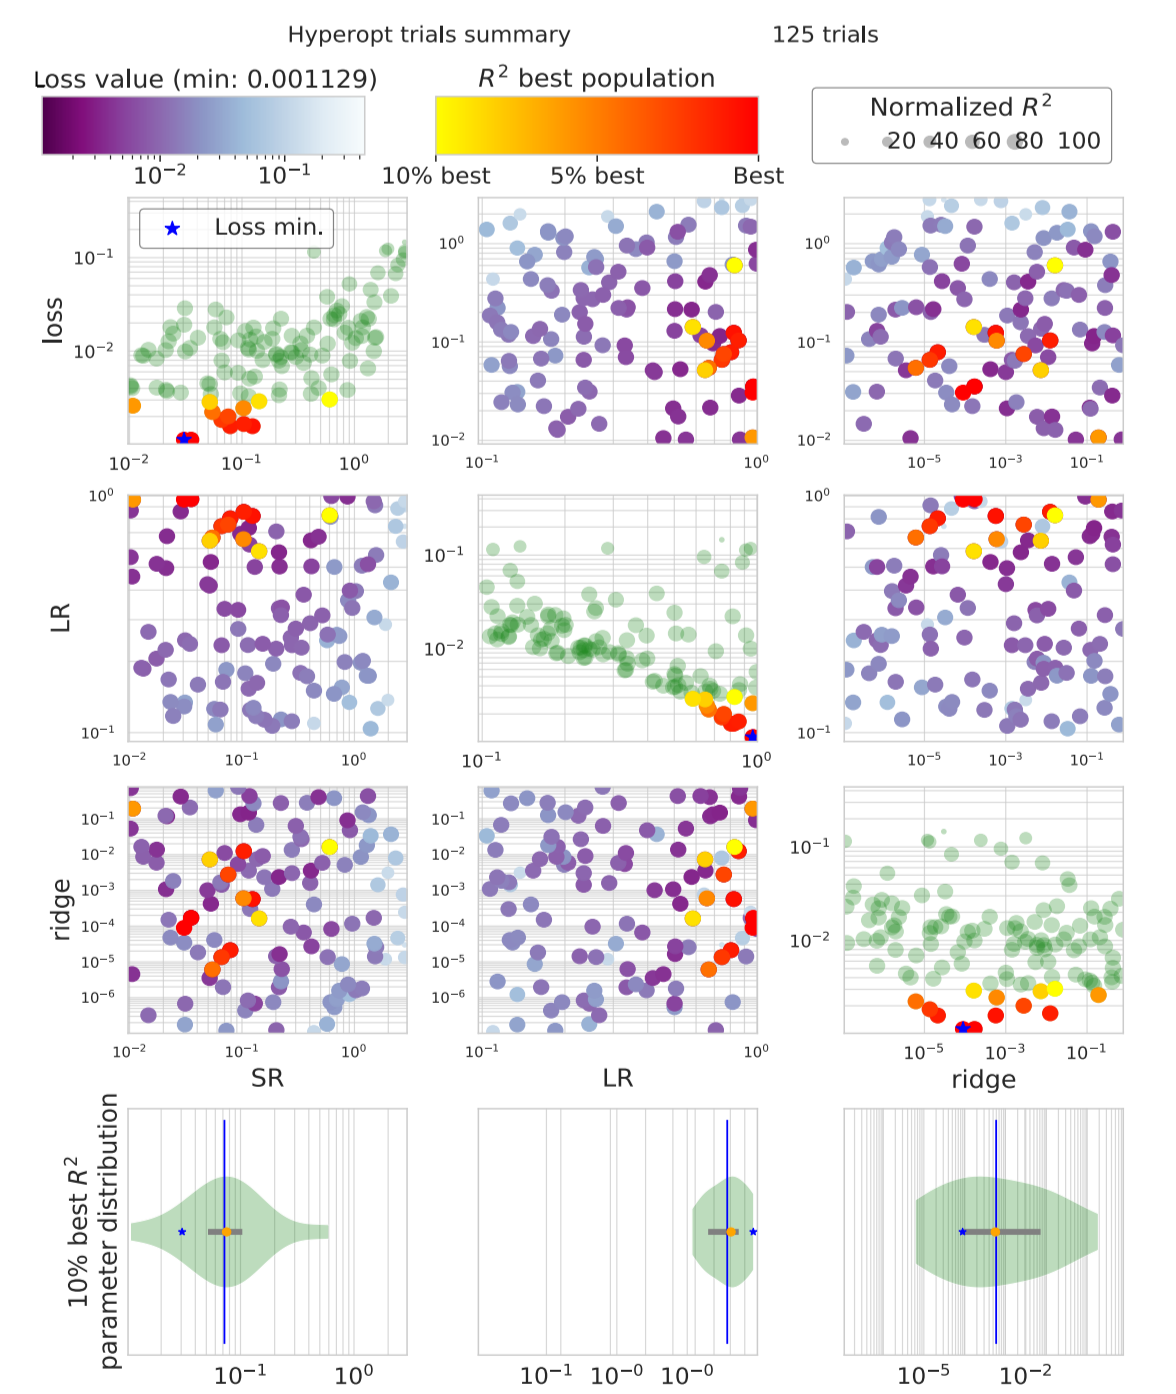 Hyperopt trials summary 125 trials
Loss value (min: 0.001129) R² best population
Normalized R²
20 40 60 80 100
10⁻² 10⁻¹ 10% best 5% best Best
Loss min.
loss
10⁻¹
10⁻²
10⁰
10⁻¹
10⁻²
10⁰
10⁻¹
10⁻²
10⁻² 10⁻¹ 10⁰ 10⁻¹ 10⁰ 10⁻⁵ 10⁻³ 10⁻¹
LR
10⁰
10⁻¹
10⁻¹
10⁻²
10⁰
10⁻¹
10⁻² 10⁻¹ 10⁰ 10⁻¹ 10⁰ 10⁻⁵ 10⁻³ 10⁻¹
ridge
10⁻¹
10⁻²
10⁻³
10⁻⁴
10⁻⁵
10⁻⁶
10⁻¹
10⁻²
10⁻³
10⁻⁴
10⁻⁵
10⁻⁶
10⁻¹
10⁻²
10⁻² 10⁻¹ 10⁰ 10⁻¹ 10⁰ 10⁻⁵ 10⁻³ 10⁻¹
SR LR ridge
10% best R²
parameter distribution
10⁻¹ 10⁰ 10⁻¹ 10⁻⁰ 10⁻⁰ 10⁻⁵ 10⁻²